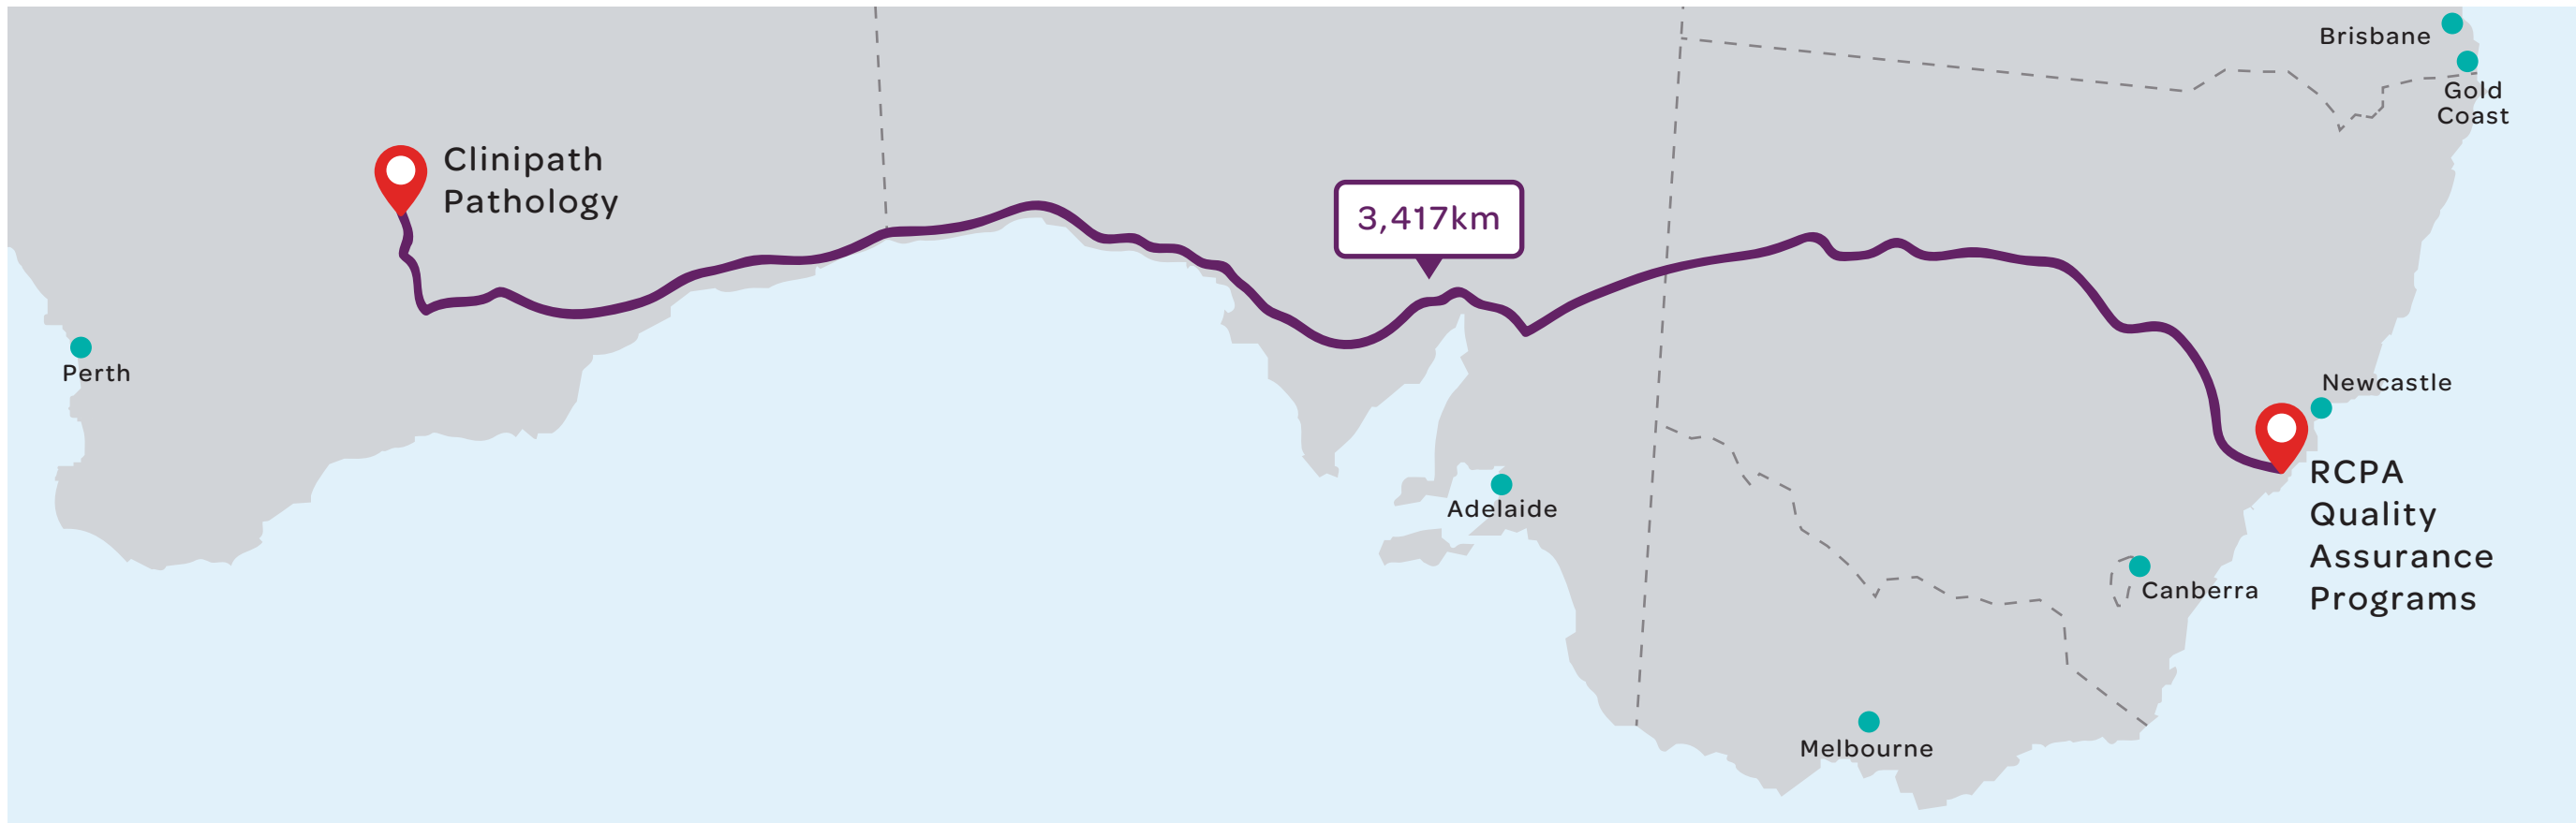 Brisbane
Gold
Coast
Clinipath
Pathology
3,417km
Perth
Newcastle
RCPA
Quality
Assurance
Programs
Adelaide
Canberra
Melbourne